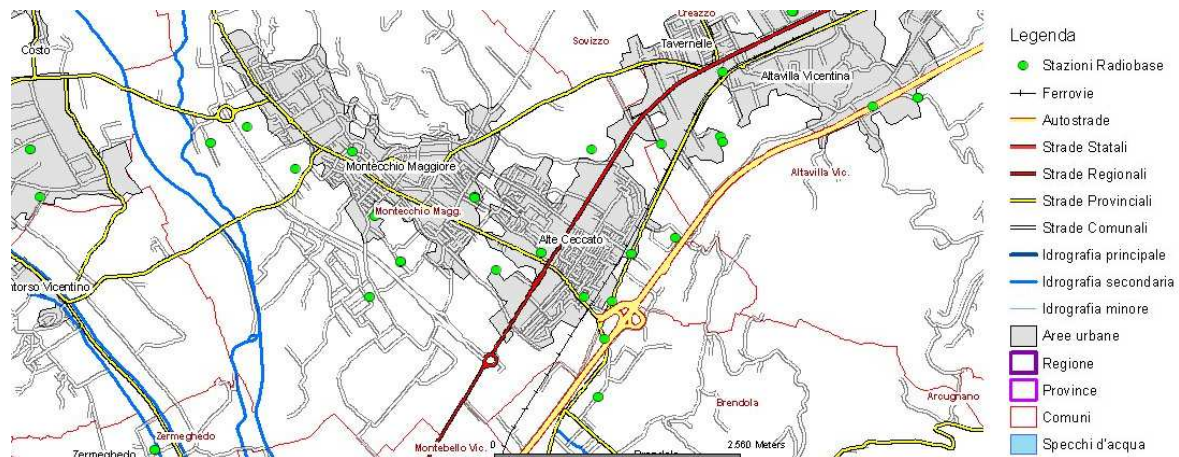 Creazzo
Costo
Sovizzo
Tavernelle
Altavilla Vicentina
Montecchio Maggiore
Altavilla Vic.
Montecchio Magg.
Alte Ceccato
ntorso Vicentino
Brendola
Arcugnano
Zermeghedo
Montebello Vic.
0
2.560 Meters
Zermeghedo
Brendola
Legenda
Stazioni Radiobase
Ferrovie
Autostrade
Strade Statali
Strade Regionali
Strade Provinciali
Strade Comunali
Idrografia principale
Idrografia secondaria
Idrografia minore
Aree urbane
Regione
Province
Comuni
Specchi d'acqua